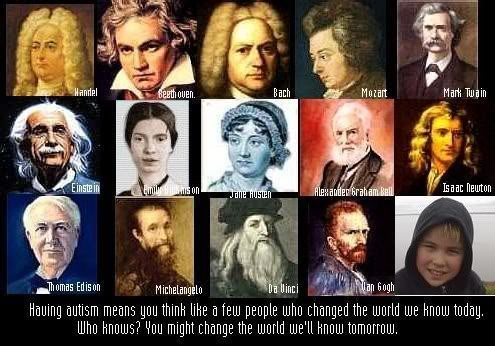 Handel
Beethoven.
Bach
Mozart
Mark Twain
Einstein
Emily Dickinson
Jane Austen
Alexander Graham Bell
Isaac Newton
Thomas Edison
Michelangelo
Da Vinci
Van Gogh
Having autism means you think like a few people who changed the world we know today.
Who knows? You might change the world we'll know tomorrow.